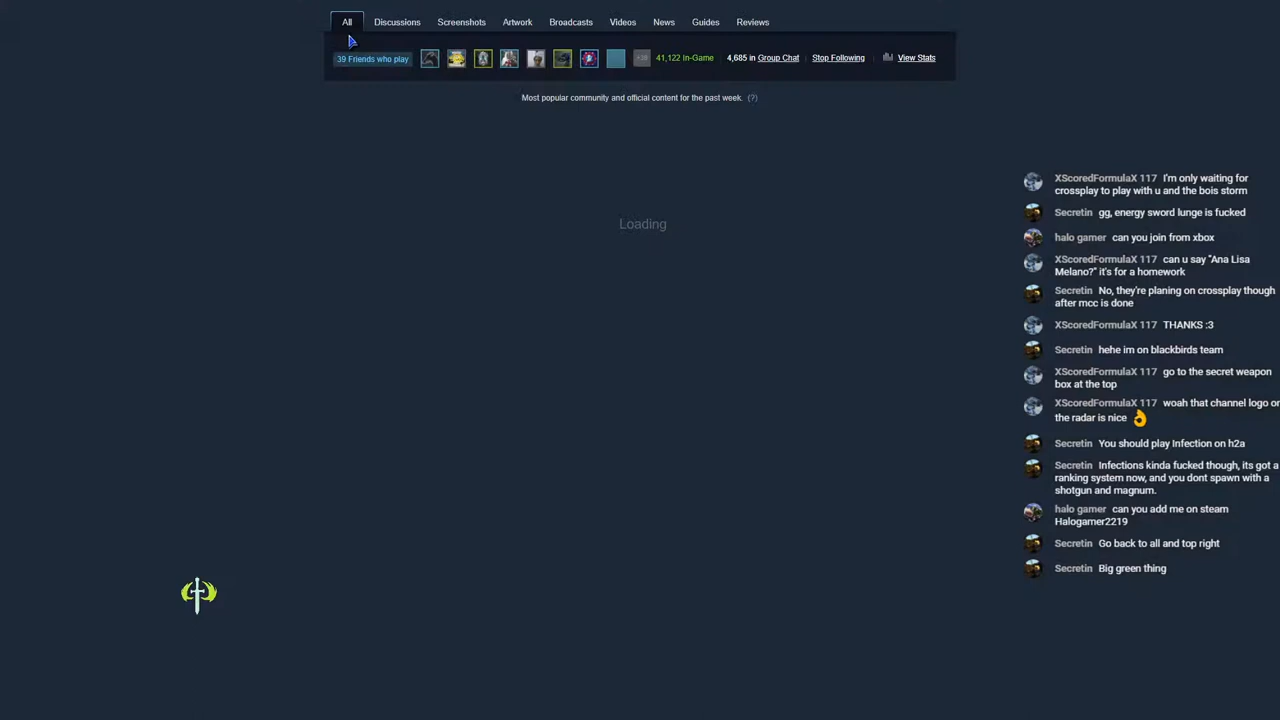 All Discussions Screenshots Artwork Broadcasts Videos News Guides Reviews
39 Friends who play 41,122 In-Game 4,685 in Group Chat Stop Following View Stats
Most popular community and official content for the past week. (?)
Loading
XScoredFormulaX 117 I'm only waiting for
crossplay to play with u and the bois storm
Secretin gg, energy sword lunge is fucked
halo gamer can you join from xbox
XScoredFormulaX 117 can u say "Ana Lisa
Melano?" it's for a homework
Secretin No, they're planing on crossplay though
after mcc is done
XScoredFormulaX 117 THANKS :3
Secretin hehe im on blackbirds team
XScoredFormulaX 117 go to the secret weapon
box at the top
XScoredFormulaX 117 woah that channel logo on
the radar is nice 👌
Secretin You should play Infection on h2a
Secretin Infections kinda fucked though, its got a
ranking system now, and you dont spawn with a
shotgun and magnum.
halo gamer can you add me on steam
Halogamer2219
Secretin Go back to all and top right
Secretin Big green thing